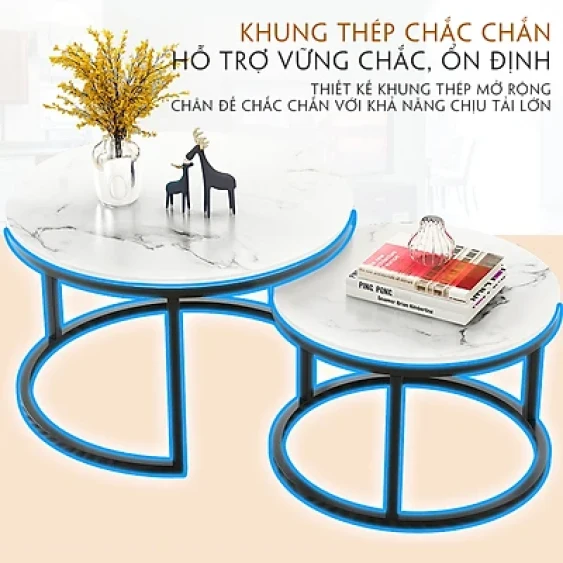 KHUNG THÉP CHẮC CHẮN
HỖ TRỢ VỮNG CHẮC, ỔN ĐỊNH
THIẾT KẾ KHUNG THÉP MỞ RỘNG
CHÂN ĐẾ CHẮC CHẮN VỚI KHẢ NĂNG CHỊU TẢI LỚN
PING PONG